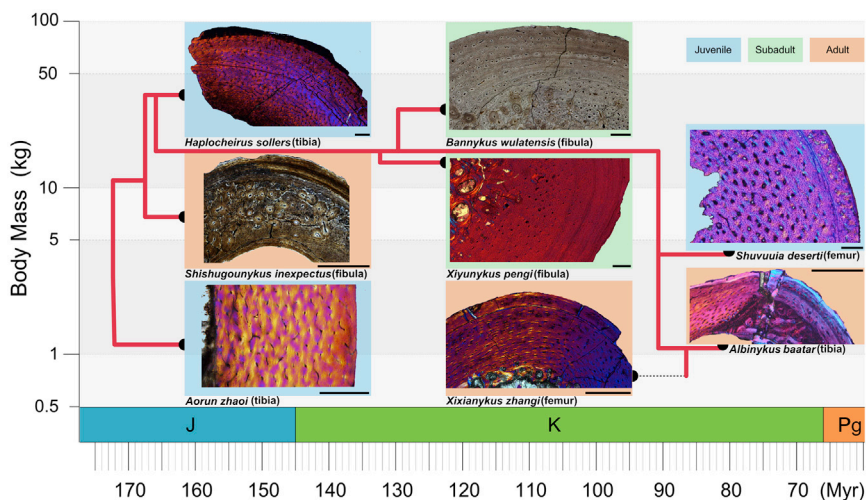 100
50
10
5
1
0.5
Body Mass (kg)
Juvenile Subadult Adult
Haplocheirus sollers (tibia)
Bannykus wulatensis (fibula)
Shishugounykus inexpectus (fibula)
Xiyunykus pengi (fibula)
Shuvuuia deserti (femur)
Albinykus baatar (tibia)
Aorun zhaoi (tibia)
Xixianykus zhangi (femur)
J K Pg
170 160 150 140 130 120 110 100 90 80 70 (Myr)